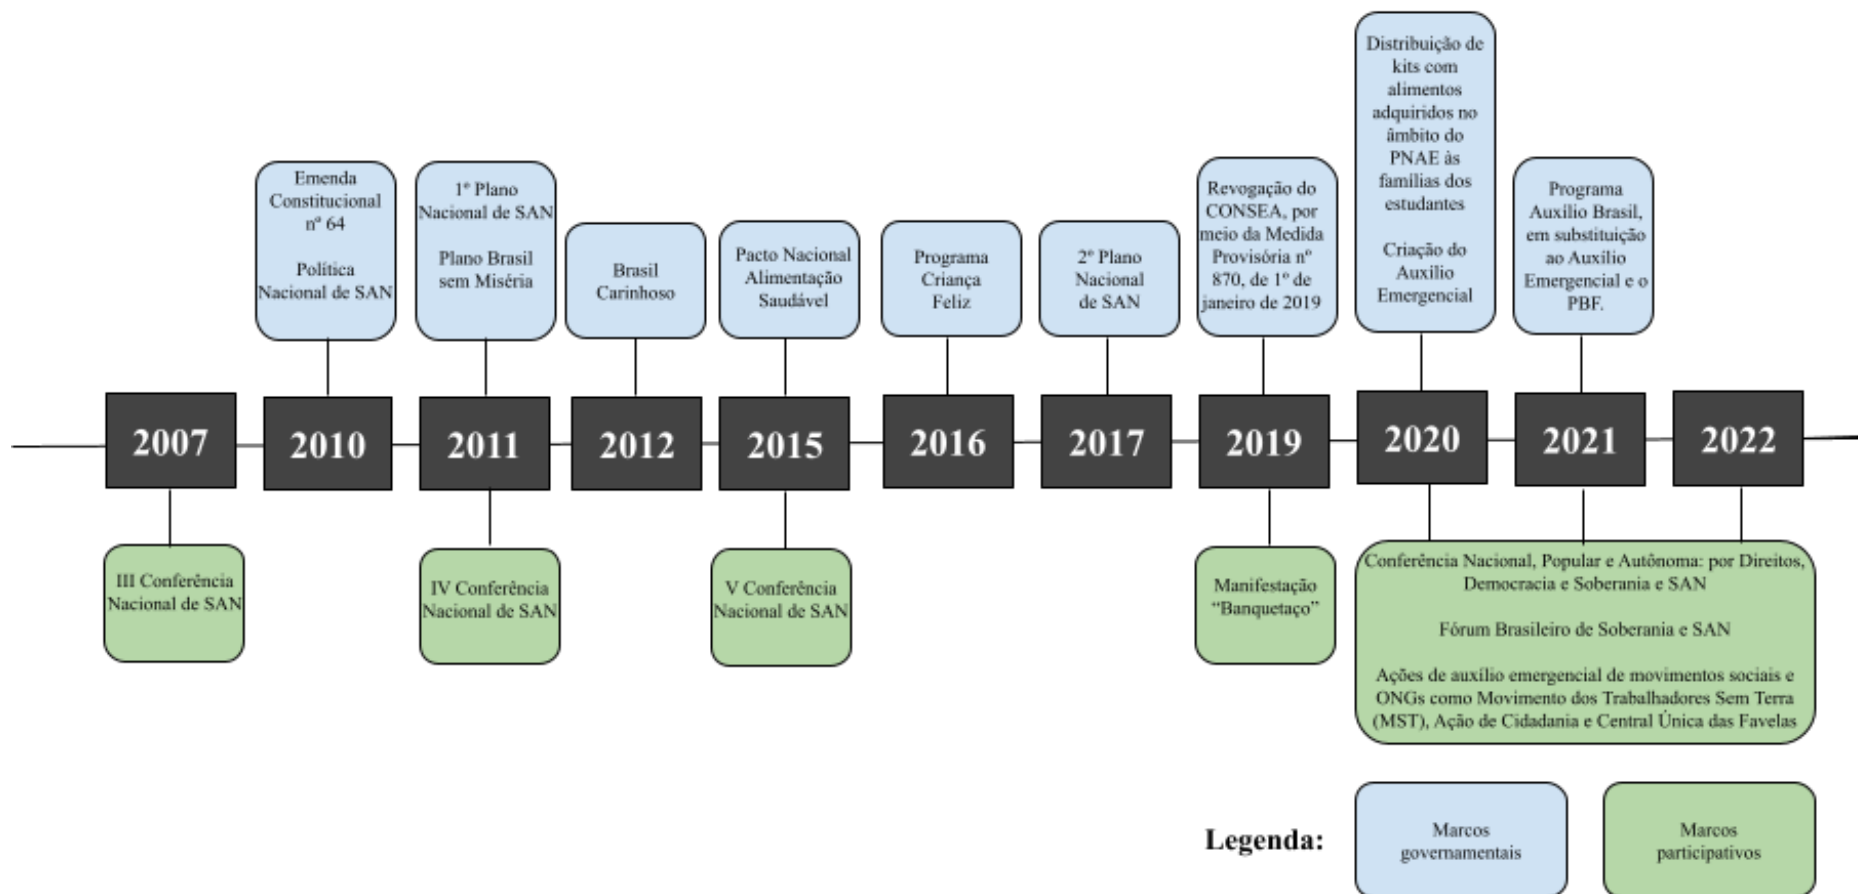 Distribuição de
kits com
alimentos
adquiridos no
âmbito do
PNAE às
famílias dos
estudantes
Criação do
Auxílio
Emergencial
Emenda
Constitucional
nº 64
Política
Nacional de SAN
1º Plano
Nacional de SAN
Plano Brasil
sem Miséria
Brasil
Carinhoso
Pacto Nacional
Alimentação
Saudável
Programa
Criança
Feliz
2º Plano
Nacional
de SAN
Revogação do
CONSEA, por
meio da Medida
Provisória nº
870, de 1º de
janeiro de 2019
Programa
Auxílio Brasil,
em substituição
ao Auxílio
Emergencial e o
PBF.
2007
2010
2011
2012
2015
2016
2017
2019
2020
2021
2022
III Conferência
Nacional de SAN
IV Conferência
Nacional de SAN
V Conferência
Nacional de SAN
Manifestação
“Banquetaço”
Conferência Nacional, Popular e Autônoma: por Direitos,
Democracia e Soberania e SAN
Fórum Brasileiro de Soberania e SAN
Ações de auxílio emergencial de movimentos sociais e
ONGs como Movimento dos Trabalhadores Sem Terra
(MST), Ação de Cidadania e Central Única das Favelas
Legenda:
Marcos
governamentais
Marcos
participativos